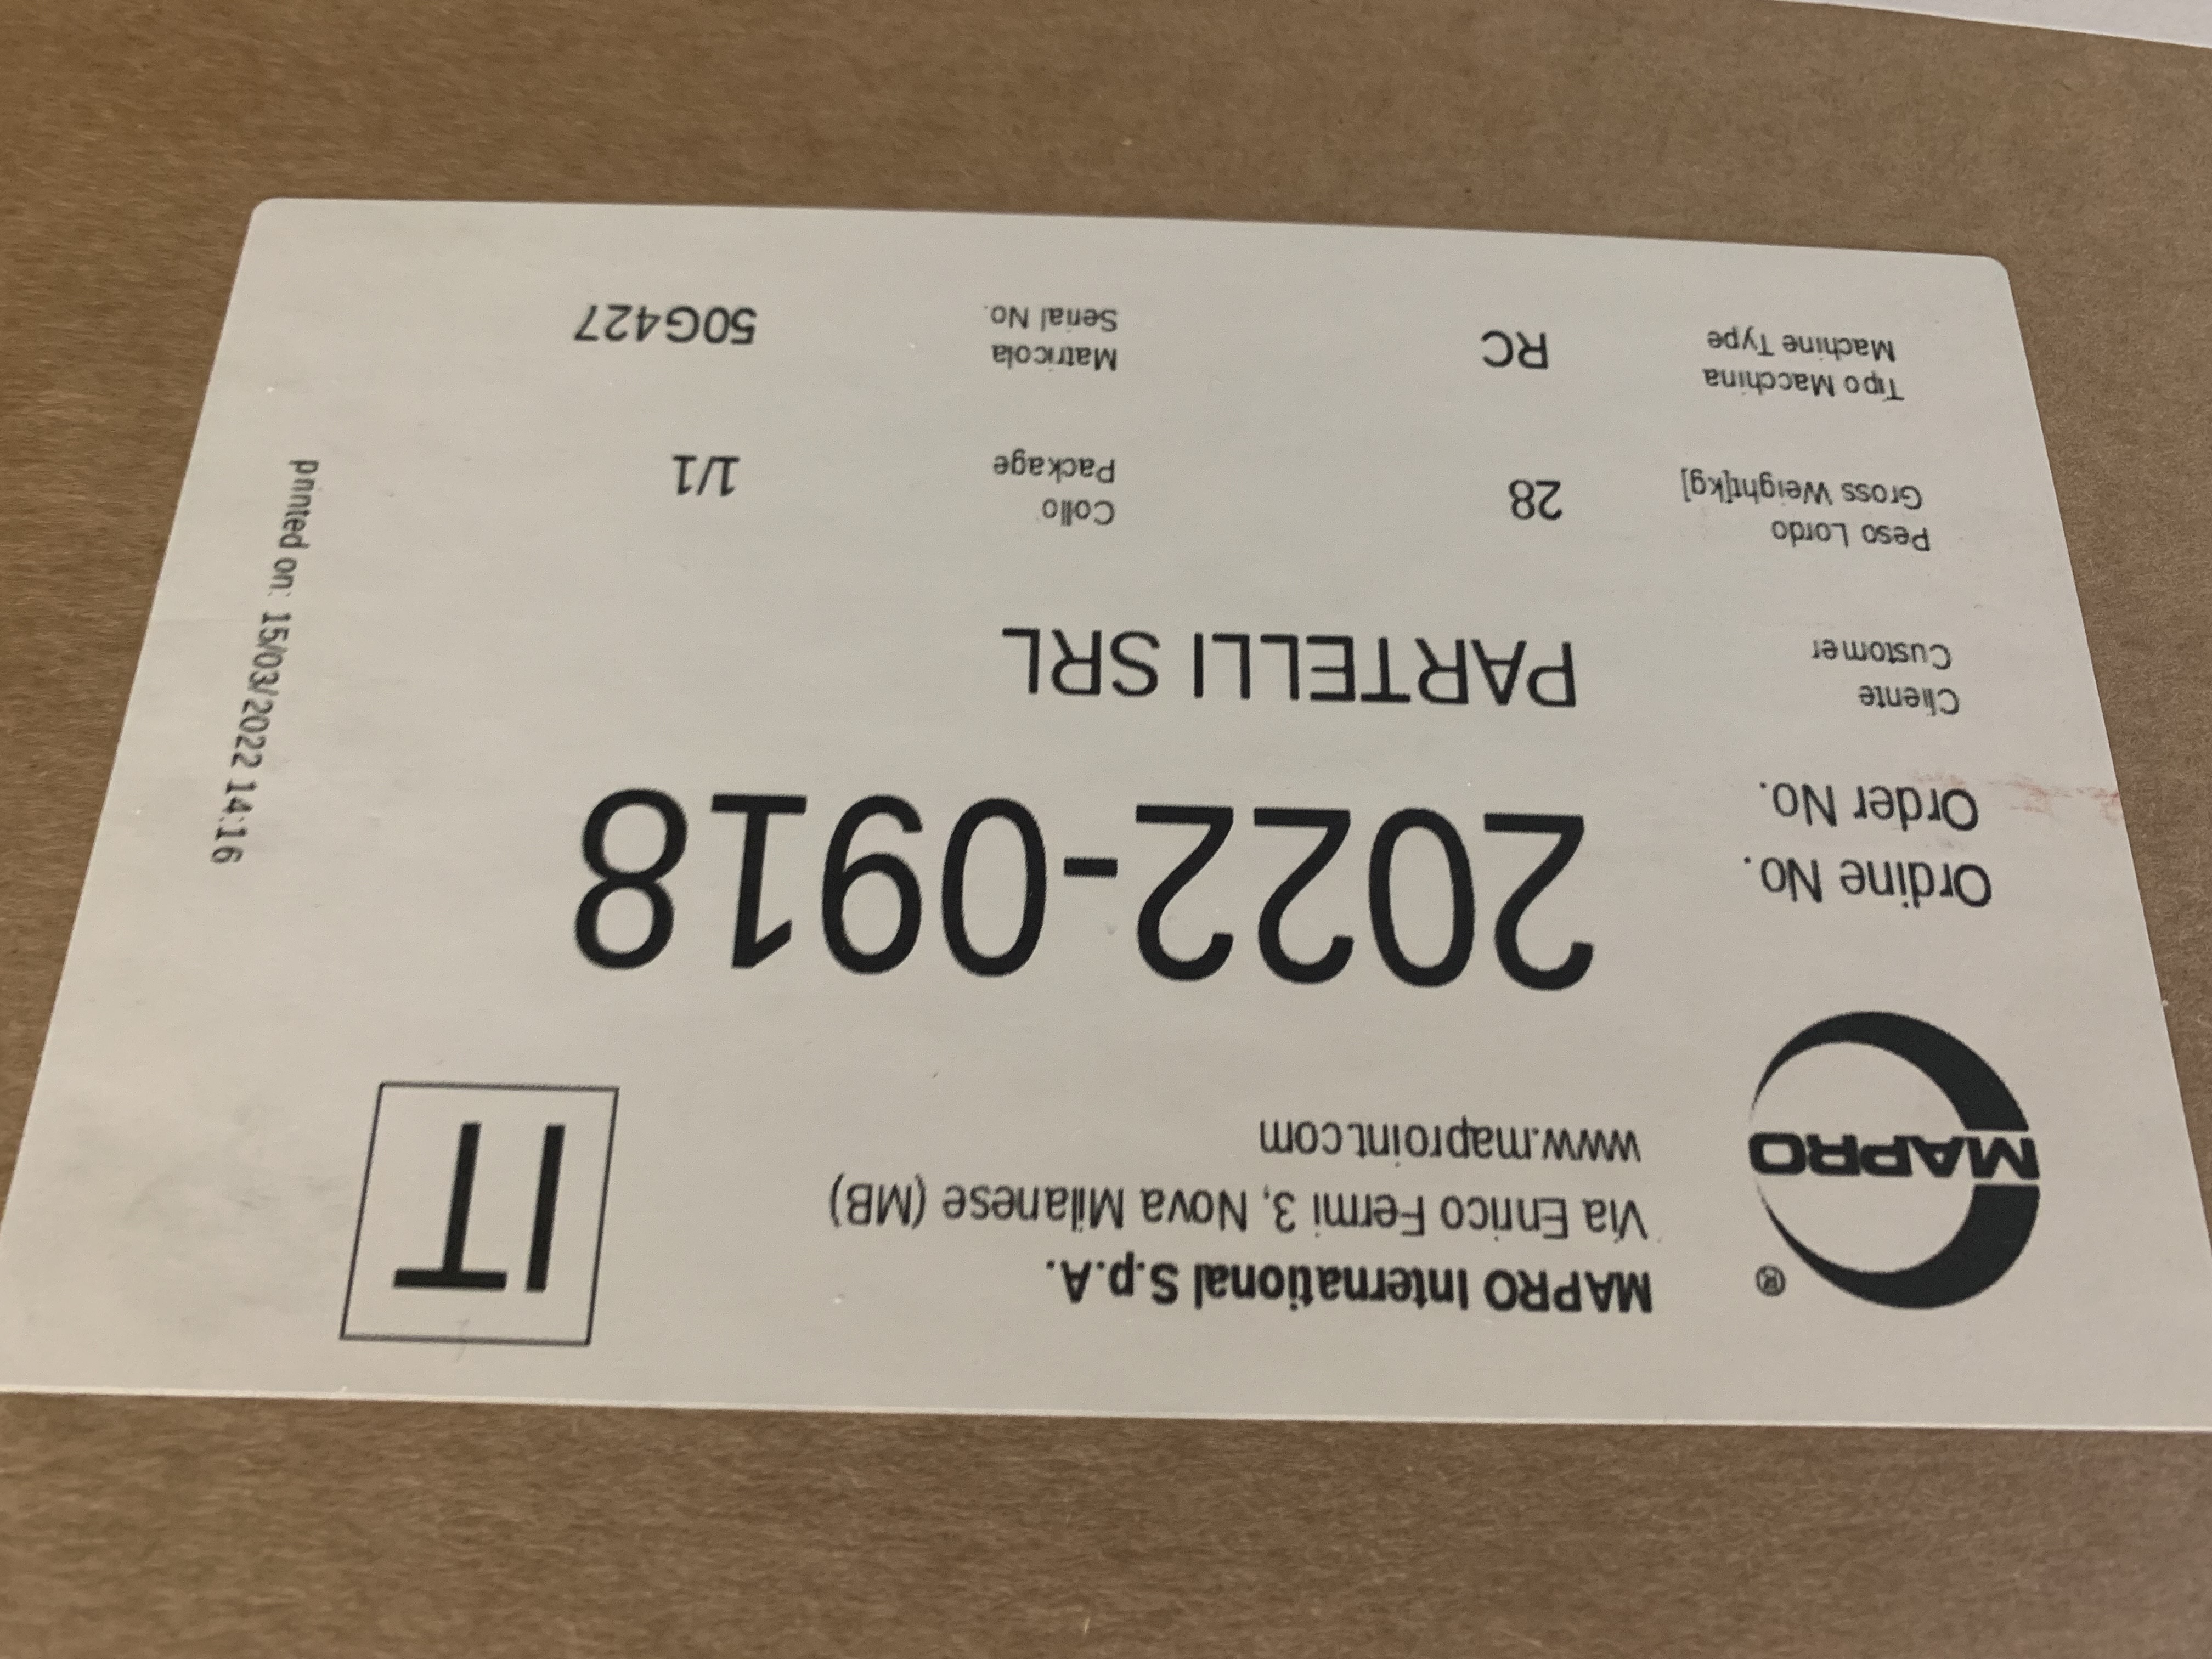 MAPRO®
MAPRO International S.p.A.
Via Enrico Fermi 3, Nova Milanese (MB)
www.maproint.com
IT
Ordine No.
Order No.
2022-0918
Cliente
Customer
PARTELLI SRL
Peso Lordo
Gross Weight[kg]
28
Collo
Package
1/1
Tipo Macchina
Machine Type
RC
Matricola
Serial No.
50G427
printed on: 15/03/2022 14:16